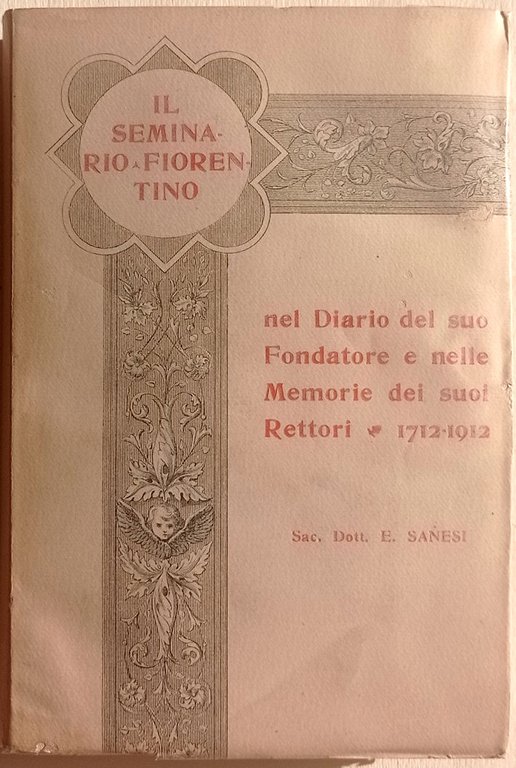 IL
SEMINA-
RIO FIOREN-
TINO
nel Diario del suo
Fondatore e nelle
Memorie dei suoi
Rettori 1712-1912
Sac. Dott. E. SANESI